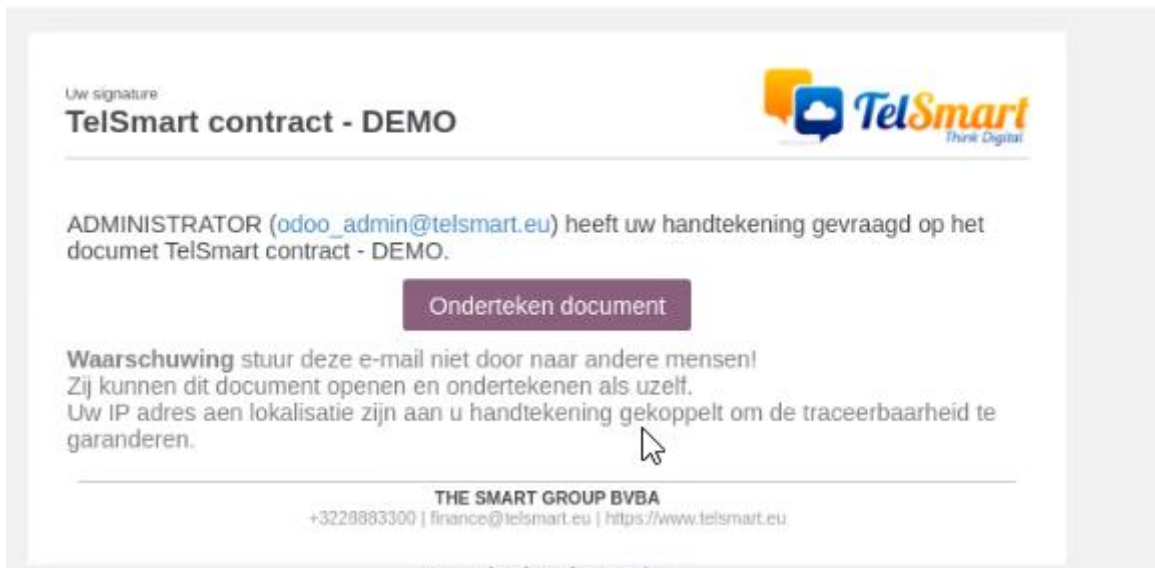 Uw signature
TelSmart contract - DEMO
TelSmart
Think Digital
ADMINISTRATOR (odoo_admin@telsmart.eu) heeft uw handtekening gevraagd op het
documet TelSmart contract - DEMO.
Onderteken document
Waarschuwing stuur deze e-mail niet door naar andere mensen!
Zij kunnen dit document openen en ondertekenen als uzelf.
Uw IP adres aen lokalisatie zijn aan u handtekening gekoppelt om de traceerbaarheid te
garanderen.
THE SMART GROUP BVBA
+3228883300 | finance@telsmart.eu | https://www.telsmart.eu